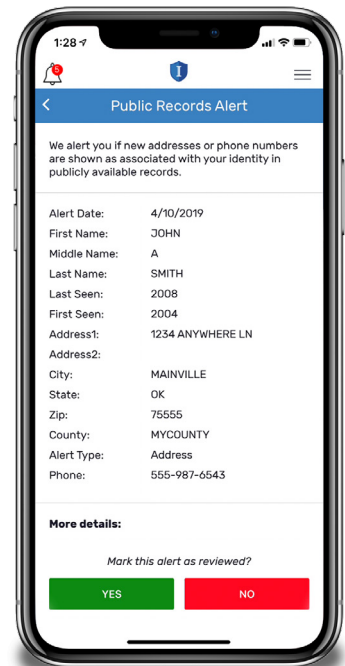 1:28
5
I
Public Records Alert
We alert you if new addresses or phone numbers
are shown as associated with your identity in
publicly available records.
Alert Date: 4/10/2019
First Name: JOHN
Middle Name: A
Last Name: SMITH
Last Seen: 2008
First Seen: 2004
Address1: 1234 ANYWHERE LN
Address2:
City: MAINVILLE
State: OK
Zip: 75555
County: MYCOUNTY
Alert Type: Address
Phone: 555-987-6543
More details:
Mark this alert as reviewed?
YES NO